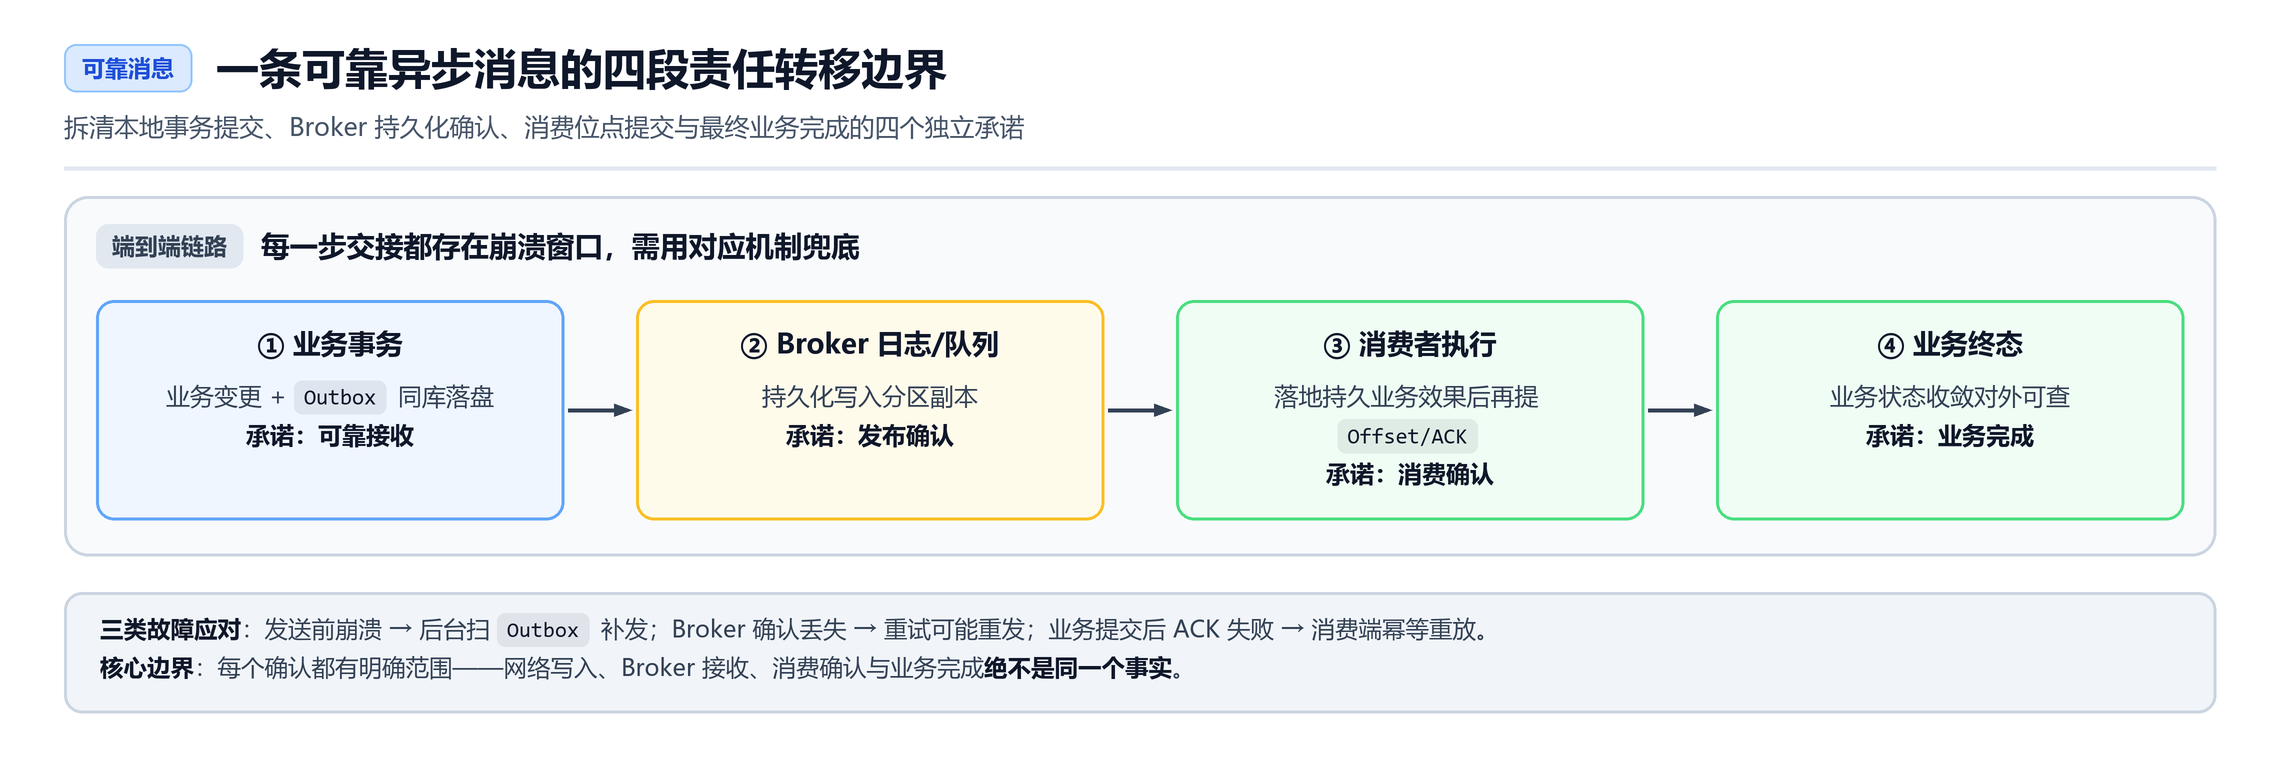 可靠消息 一条可靠异步消息的四段责任转移边界
拆清本地事务提交、Broker 持久化确认、消费位点提交与最终业务完成的四个独立承诺
端到端链路 每一步交接都存在崩溃窗口，需用对应机制兜底
① 业务事务
业务变更 + Outbox 同库落盘
承诺：可靠接收
② Broker 日志/队列
持久化写入分区副本
承诺：发布确认
③ 消费者执行
落地持久业务效果后再提
Offset/ACK
承诺：消费确认
④ 业务终态
业务状态收敛对外可查
承诺：业务完成
三类故障应对：发送前崩溃 → 后台扫 Outbox 补发；Broker 确认丢失 → 重试可能重发；业务提交后 ACK 失败 → 消费端幂等重放。
核心边界：每个确认都有明确范围——网络写入、Broker 接收、消费确认与业务完成绝不是同一个事实。